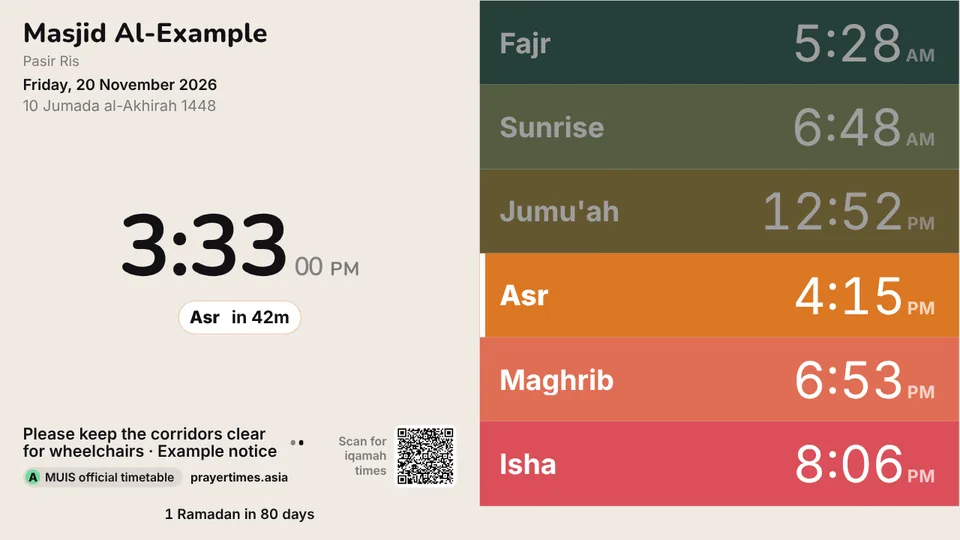 Masjid Al-Example
Pasir Ris
Friday, 20 November 2026
10 Jumada al-Akhirah 1448
3:33 00 PM
Asr in 42m
Please keep the corridors clear
for wheelchairs · Example notice
Scan for
iqamah
times
A MUIS official timetable prayertimes.asia
1 Ramadan in 80 days
Fajr 5:28 AM
Sunrise 6:48 AM
Jumu'ah 12:52 PM
Asr 4:15 PM
Maghrib 6:53 PM
Isha 8:06 PM